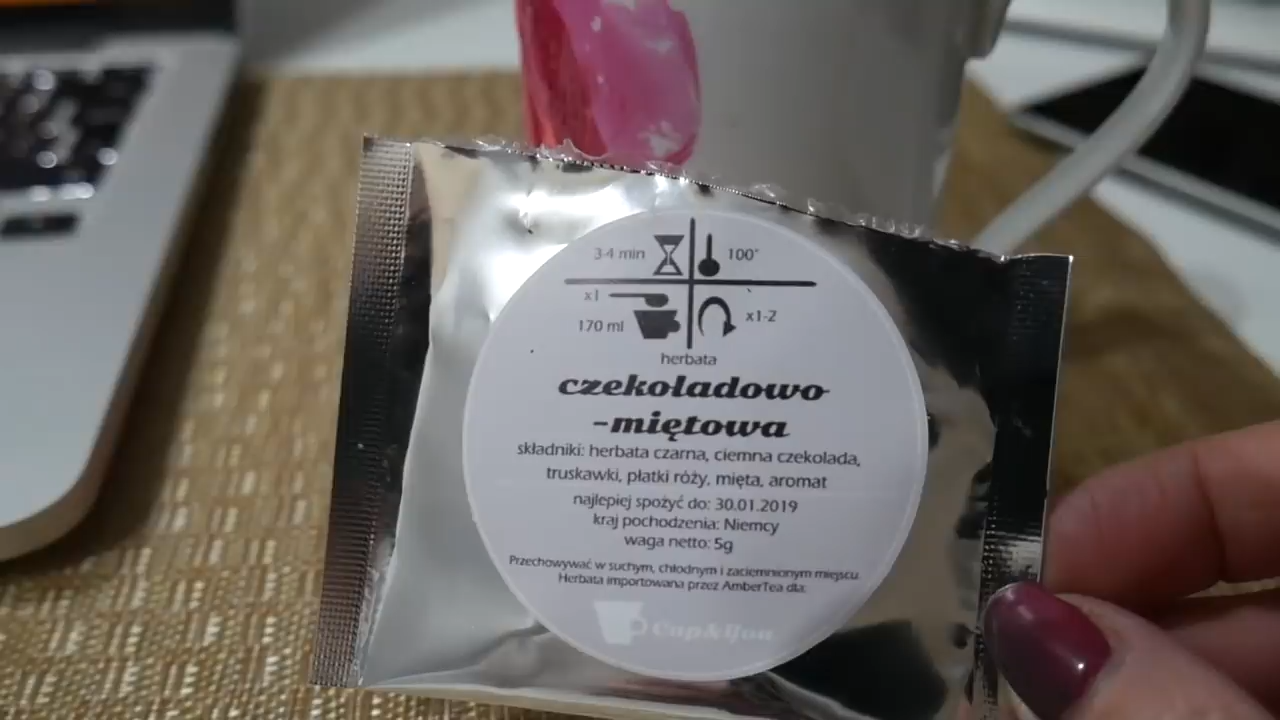 3-4 min
100°
x1
170 ml
x1-2
herbata
czekoladowo
-miętowa
składniki: herbata czarna, ciemna czekolada,
truskawki, płatki róży, mięta, aromat
najlepiej spożyć do: 30.01.2019
kraj pochodzenia: Niemcy
waga netto: 5g
Przechowywać w suchym, chłodnym i zaciemnionym miejscu.
Herbata importowana przez AmberTea dla:
Cup&You